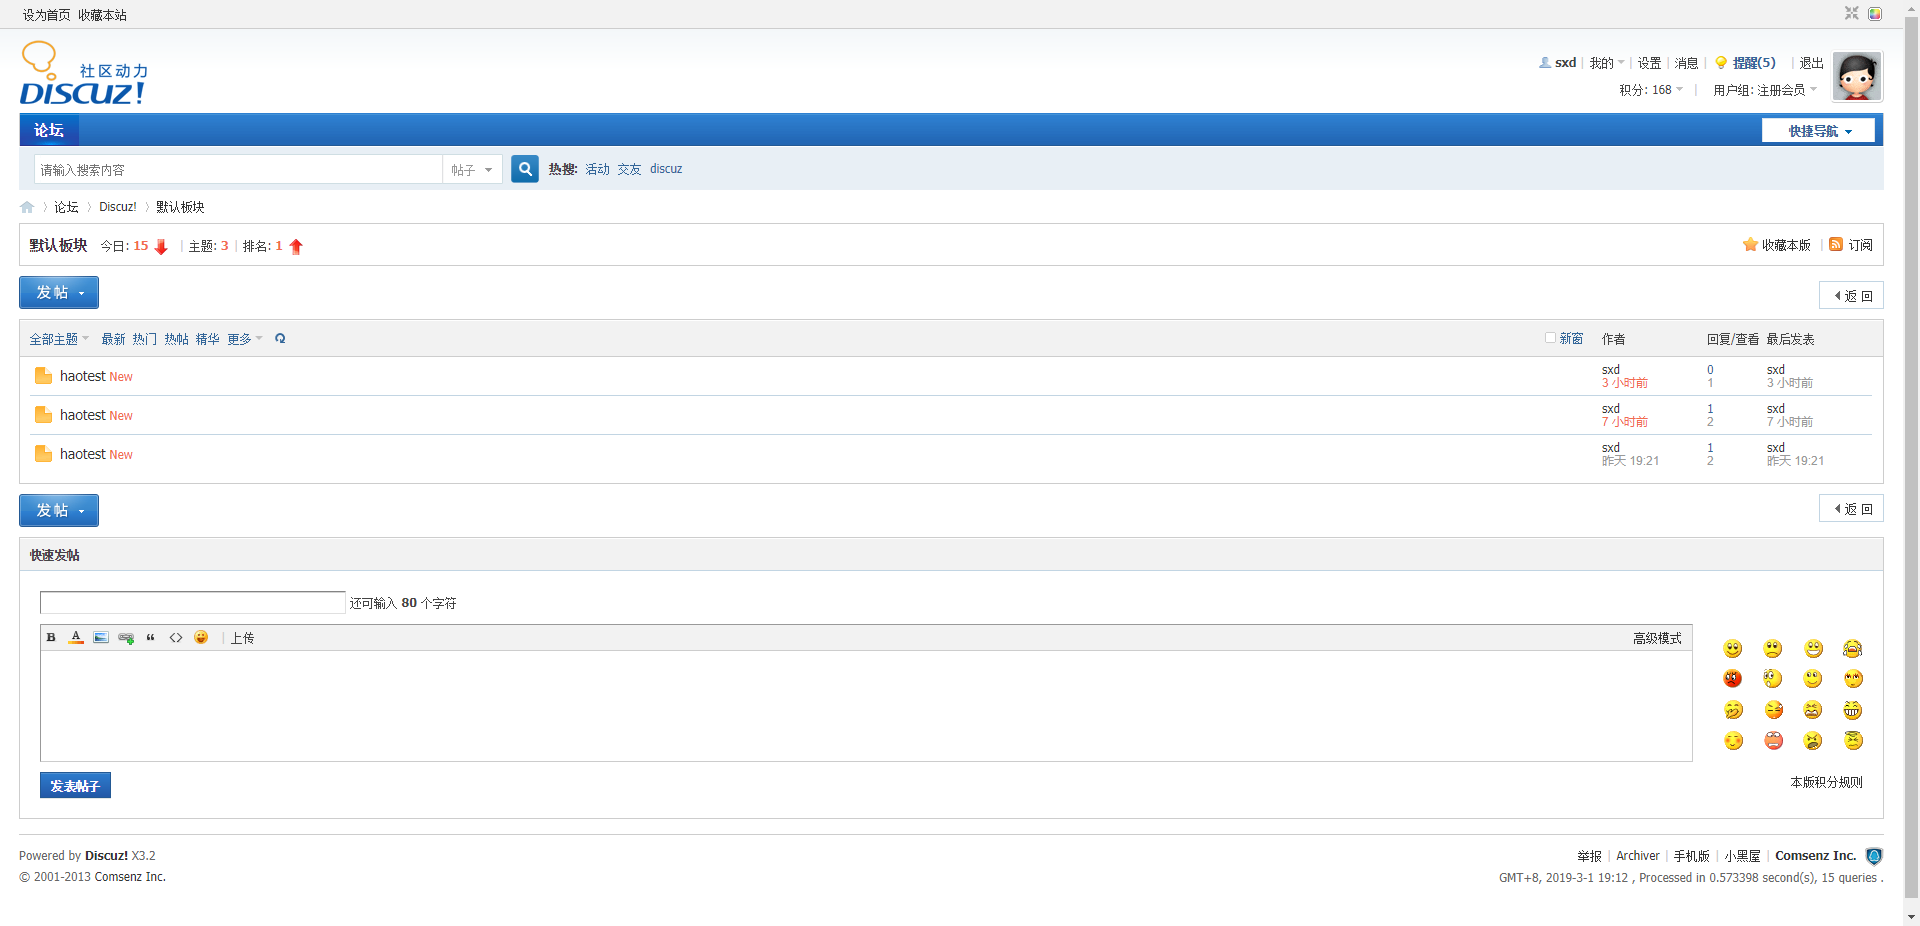 设为首页 收藏本站
社区动力
DISCUZ!
sxd | 我的 | 设置 | 消息 | 提醒(5) | 退出
积分: 168 | 用户组: 注册会员
论坛 快捷导航
请输入搜索内容 帖子 热搜: 活动 交友 discuz
论坛 › Discuz! › 默认板块
默认板块 今日: 15 | 主题: 3 | 排名: 1 收藏本版 | 订阅
发帖 返回
全部主题 最新 热门 热帖 精华 更多 新窗 作者 回复/查看 最后发表
haotest New sxd 0 sxd
3 小时前 1 3 小时前
haotest New sxd 1 sxd
7 小时前 2 7 小时前
haotest New sxd 1 sxd
昨天 19:21 2 昨天 19:21
发帖 返回
快速发帖
还可输入 80 个字符
B A “ <> | 上传 高级模式
发表帖子 本版积分规则
Powered by Discuz! X3.2 举报 | Archiver | 手机版 | 小黑屋 | Comsenz Inc.
© 2001-2013 Comsenz Inc. GMT+8, 2019-3-1 19:12 , Processed in 0.573398 second(s), 15 queries .